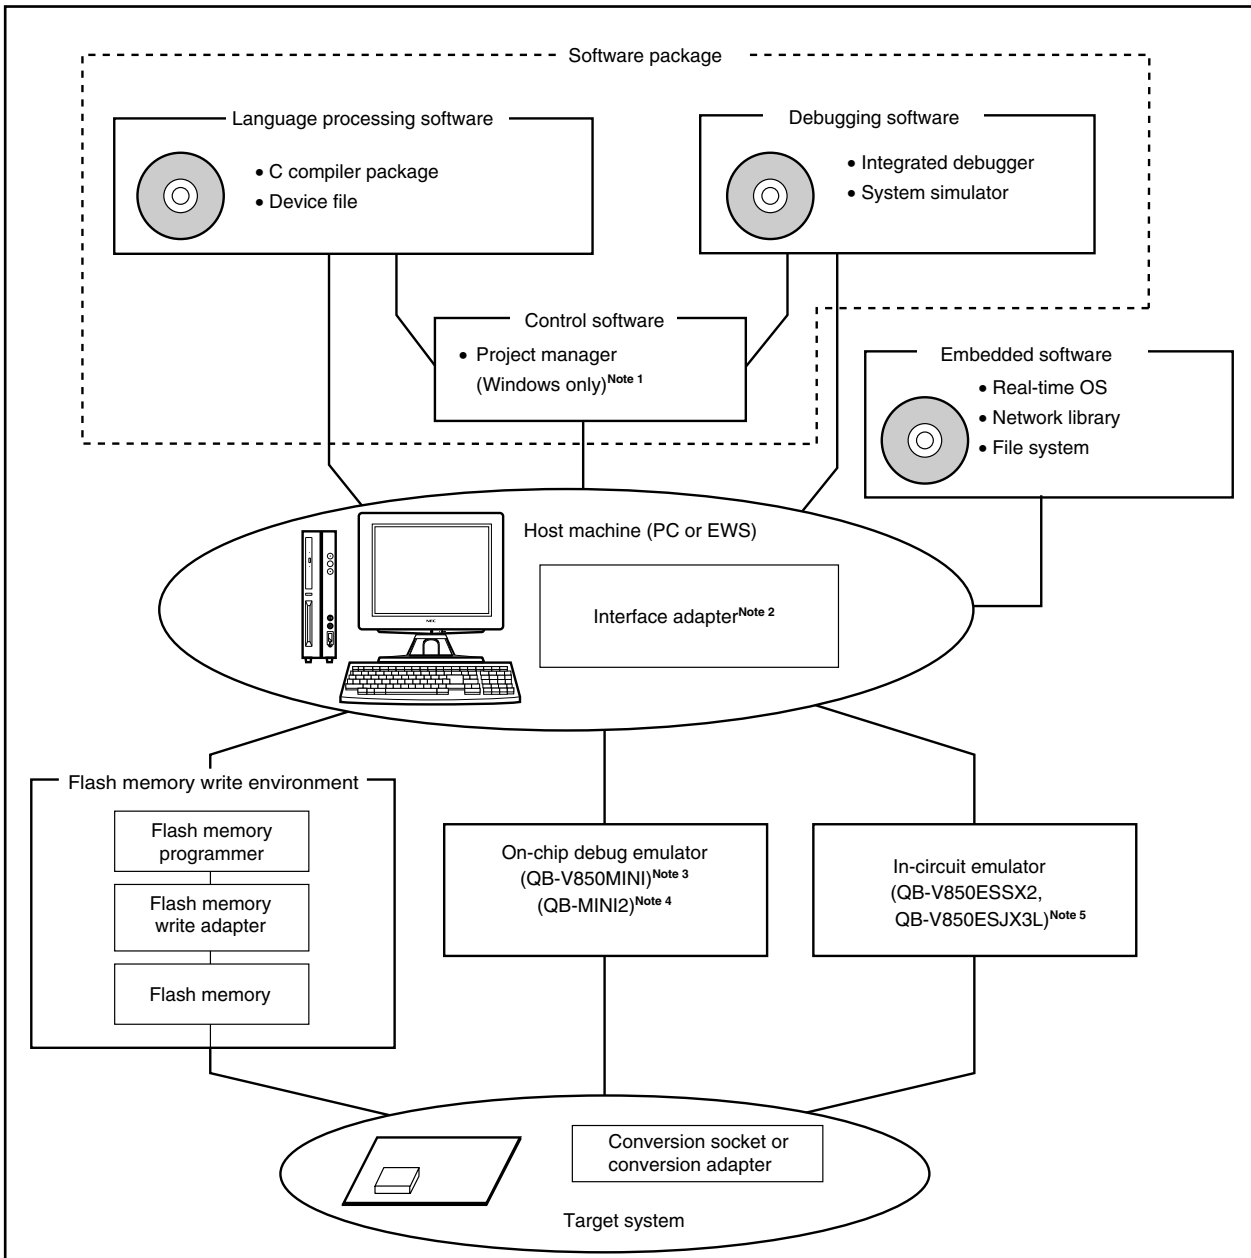 Software package
Language processing software
• C compiler package
• Device file
Debugging software
• Integrated debugger
• System simulator
Control software
• Project manager
(Windows only)Note 1
Embedded software
• Real-time OS
• Network library
• File system
Host machine (PC or EWS)
Interface adapterNote 2
NEC
Flash memory write environment
Flash memory
programmer
Flash memory
write adapter
Flash memory
On-chip debug emulator
(QB-V850MINI)Note 3
(QB-MINI2)Note 4
In-circuit emulator
(QB-V850ESSX2,
QB-V850ESJX3L)Note 5
Conversion socket or
conversion adapter
Target system